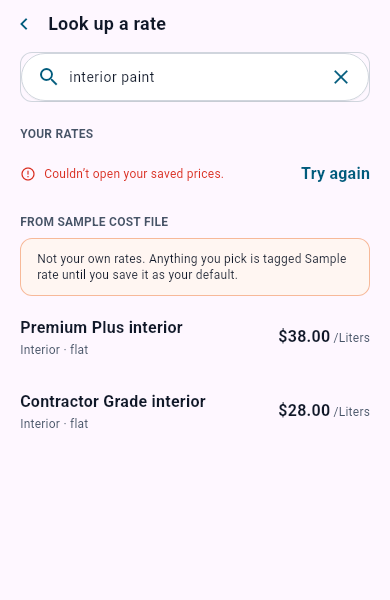 Look up a rate
interior paint
YOUR RATES
Couldn't open your saved prices.
Try again
FROM SAMPLE COST FILE
Not your own rates. Anything you pick is tagged Sample
rate until you save it as your default.
Premium Plus interior
$38.00 /Liters
Interior · flat
Contractor Grade interior
$28.00 /Liters
Interior · flat